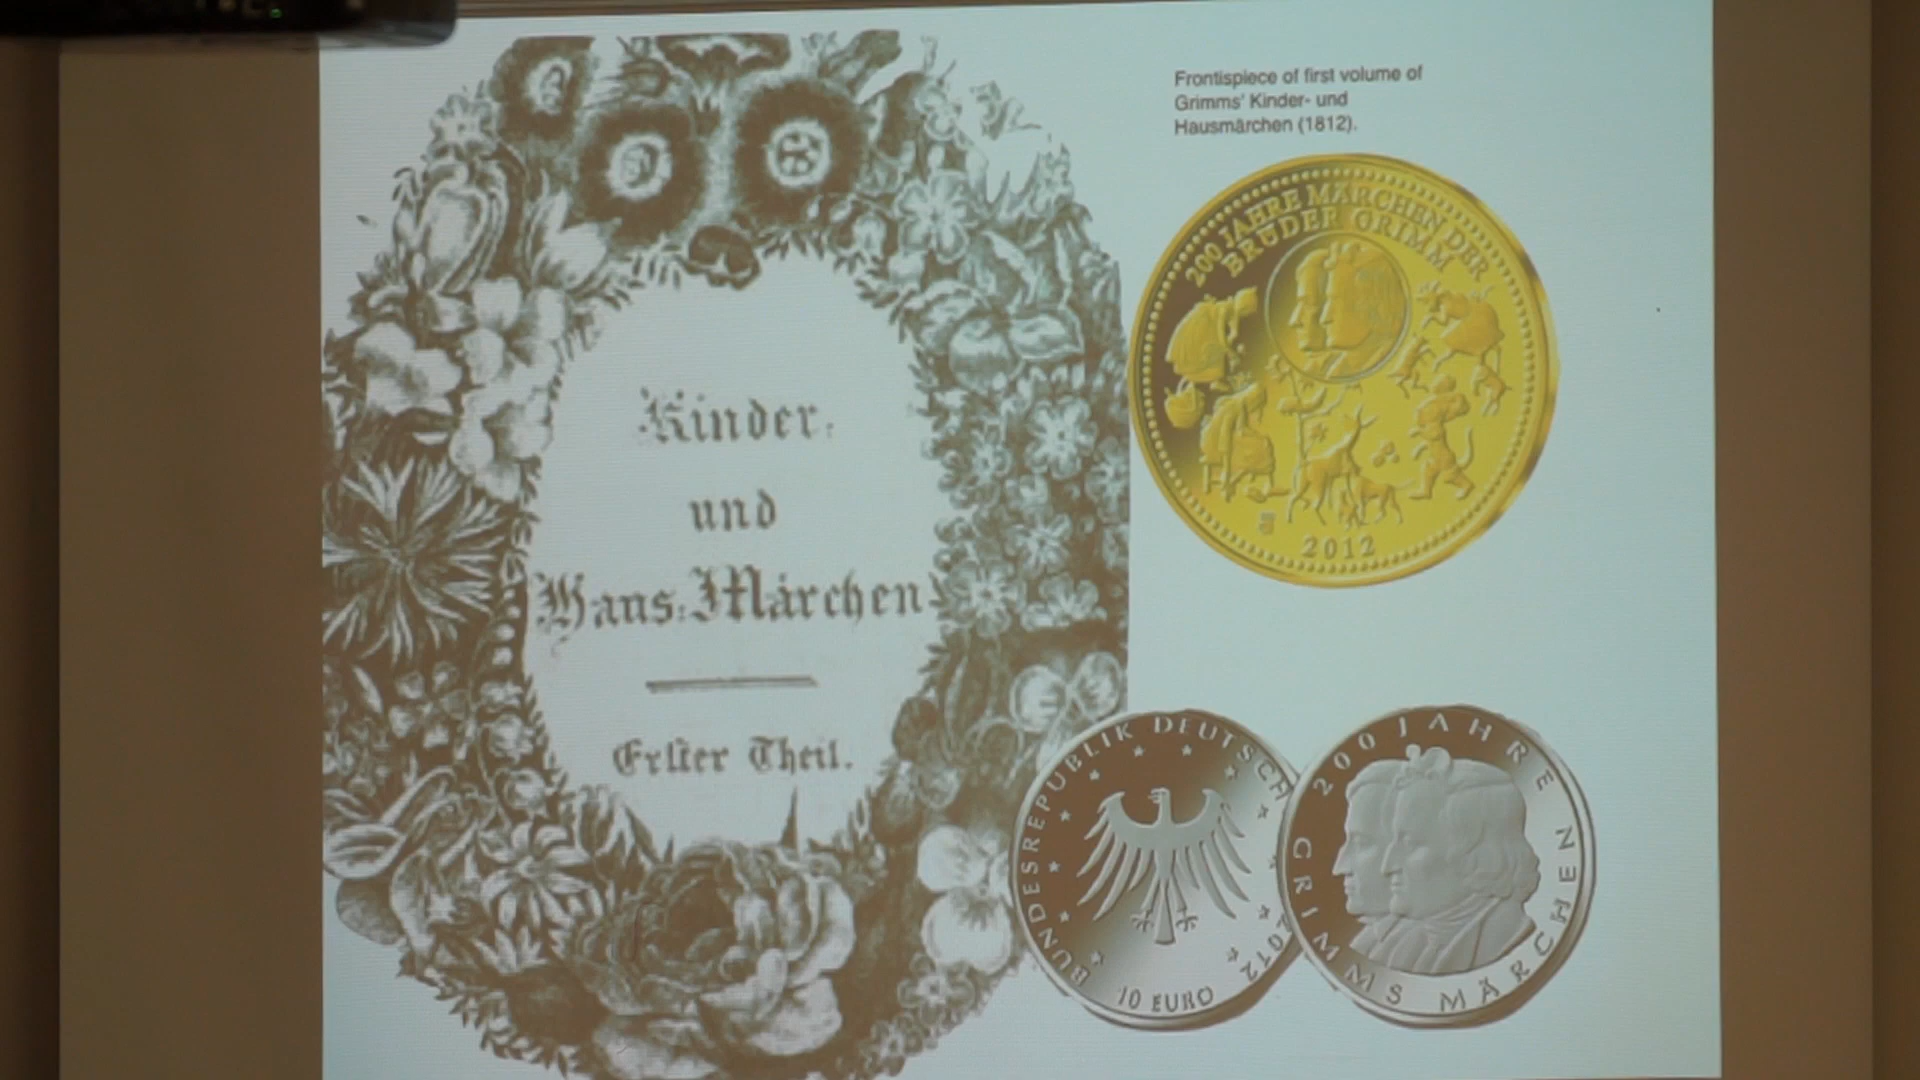 Frontispiece of first volume of
Grimms' Kinder- und
Hausmärchen (1812).
Kinder-
und
Haus-Märchen
Erster Theil.
200 JAHRE MÄRCHEN DER
BRÜDER GRIMM
2012
BUNDESREPUBLIK DEUTSCH
2012
10 EURO
200 JAHRE
GRIMMS MÄRCHEN